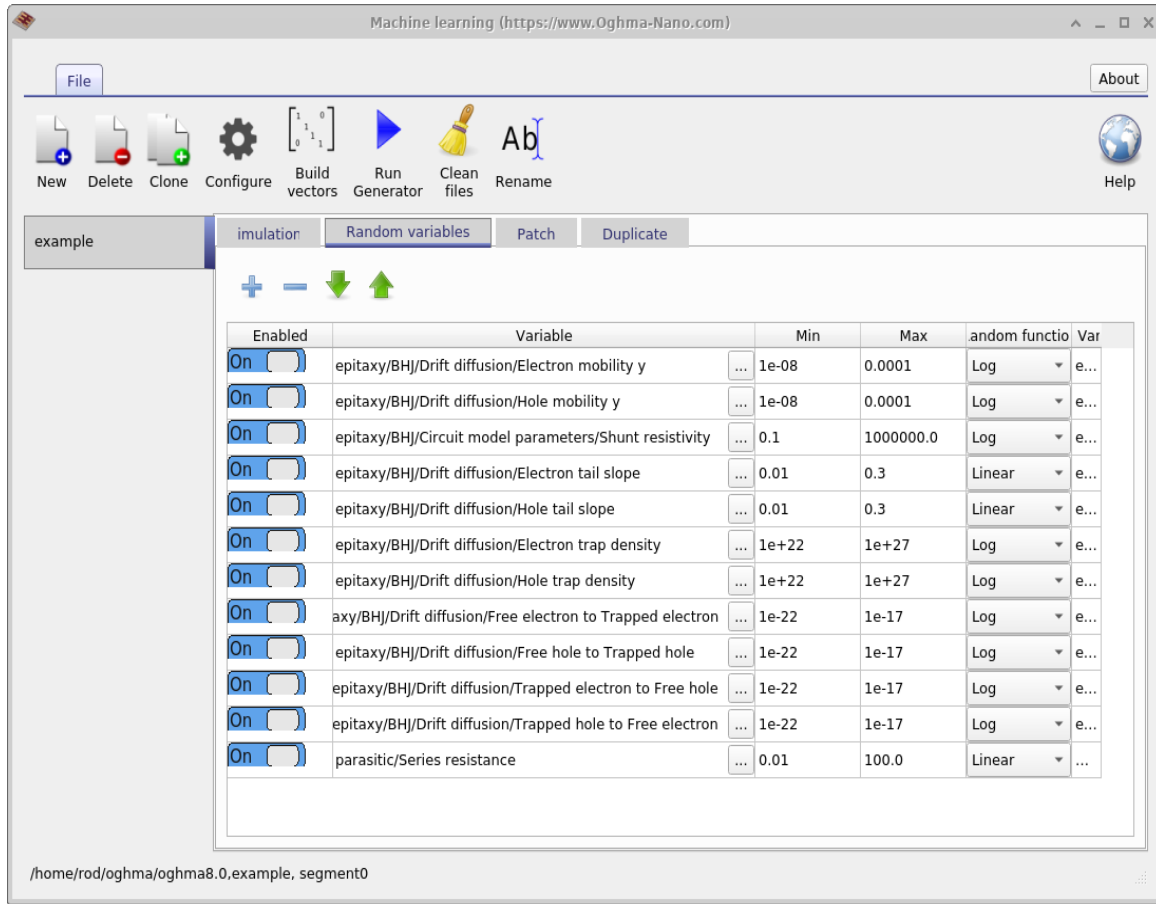 Machine learning (https://www.Oghma-Nano.com)
File
About
[1 0 1 0 1 1]
New
Delete
Clone
Configure
Build vectors
Run Generator
Clean files
Ab
Rename
Help
example
imulation
Random variables
Patch
Duplicate
Enabled Variable Min Max andom functio Var
On epitaxy/BHJ/Drift diffusion/Electron mobility y ... 1e-08 0.0001 Log e...
On epitaxy/BHJ/Drift diffusion/Hole mobility y ... 1e-08 0.0001 Log e...
On epitaxy/BHJ/Circuit model parameters/Shunt resistivity ... 0.1 1000000.0 Log e...
On epitaxy/BHJ/Drift diffusion/Electron tail slope ... 0.01 0.3 Linear e...
On epitaxy/BHJ/Drift diffusion/Hole tail slope ... 0.01 0.3 Linear e...
On epitaxy/BHJ/Drift diffusion/Electron trap density ... 1e+22 1e+27 Log e...
On epitaxy/BHJ/Drift diffusion/Hole trap density ... 1e+22 1e+27 Log e...
On axy/BHJ/Drift diffusion/Free electron to Trapped electron ... 1e-22 1e-17 Log e...
On epitaxy/BHJ/Drift diffusion/Free hole to Trapped hole ... 1e-22 1e-17 Log e...
On epitaxy/BHJ/Drift diffusion/Trapped electron to Free hole ... 1e-22 1e-17 Log e...
On epitaxy/BHJ/Drift diffusion/Trapped hole to Free electron ... 1e-22 1e-17 Log e...
On parasitic/Series resistance ... 0.01 100.0 Linear ...
/home/rod/oghma/oghma8.0,example, segment0